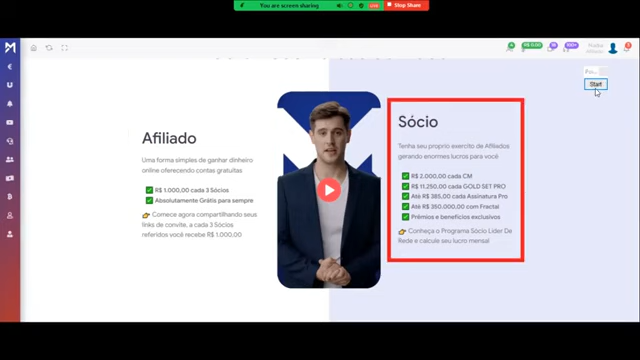 You are screen sharing
LIVE
Stop Share
R$ 0,00
Start
Afiliado
Uma forma simples de ganhar dinheiro
online oferecendo contas gratuitas
R$ 1.000,00 cada 3 Sócios
Absolutamente Grátis para sempre
Comece agora compartilhando seus
links de convite, a cada 3 Sócios
referidos você recebe R$ 1.000,00
Sócio
Tenha seu proprio exercito de Afiliados
gerando enormes lucros para você
R$ 2.000,00 cada CM
R$ 11.250,00 cada GOLD SET PRO
Até R$ 385,00 cada Assinatura Pro
Até R$ 350.000,00 com Fractal
Prêmios e benefícios exclusivos
Conheça o Programa Sócio Líder De
Rede e calcule seu lucro mensal